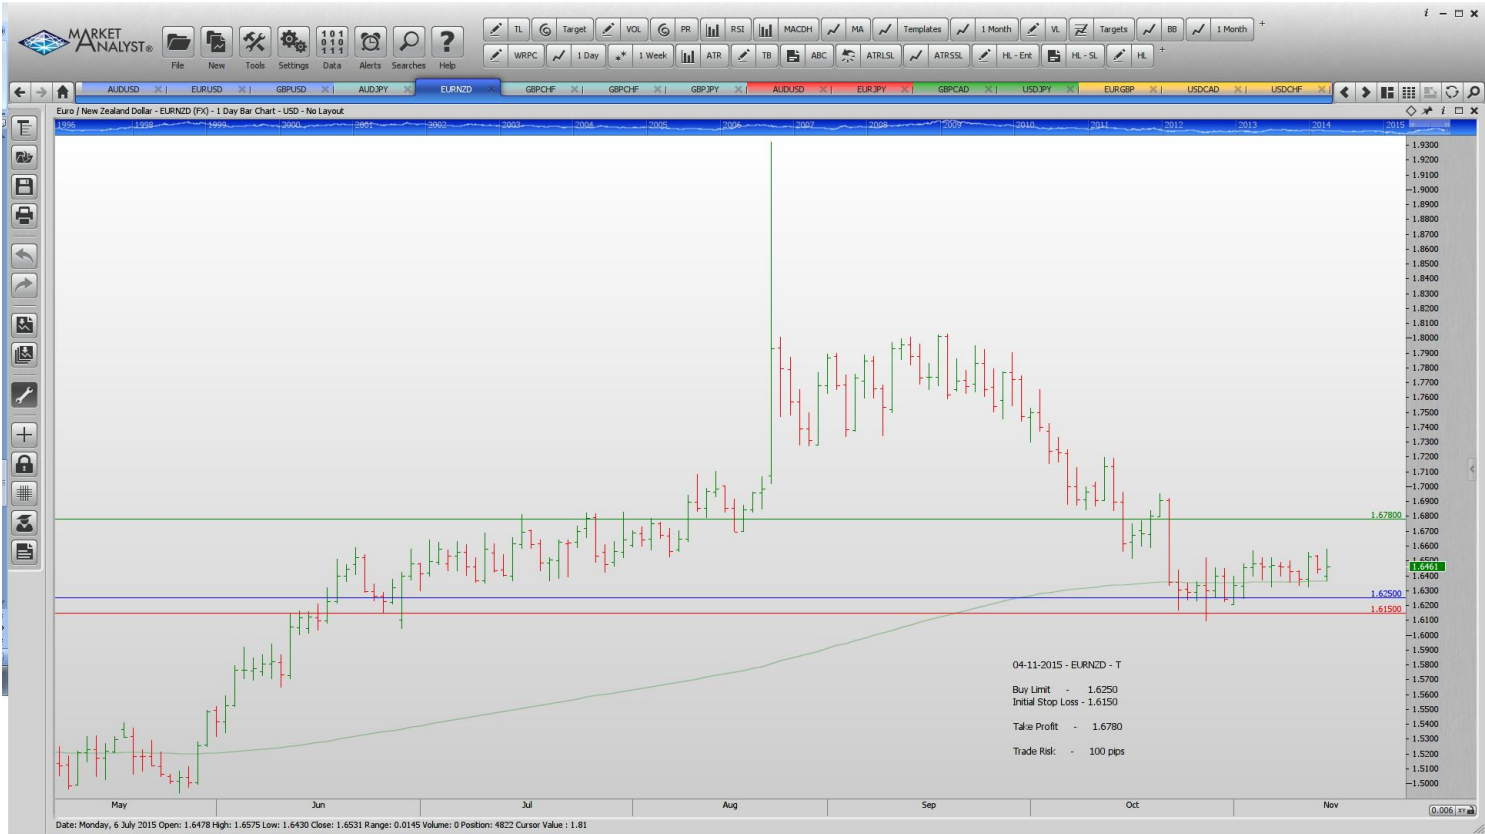 MARKET
ANALYST®
File
New
Tools
Settings
1 0 1
0 1 0
1 1 1
Data
Alerts
Searches
Help
TL
Target
VOL
PR
RSI
MACDH
MA
Templates
1 Month
VL
Targets
BB
1 Month
WRPC
1 Day
1 Week
ATR
TB
ABC
ATRLSL
ATRSSL
HL - Ent
HL - SL
HL
AUDUSD
EURUSD
GBPUSD
AUDJPY
EURNZD
GBPCHF
GBPCHF
GBPJPY
AUDUSD
EURJPY
GBPCAD
USDJPY
EURGBP
USDCAD
USDCHF
Euro / New Zealand Dollar - EURNZD (FX) - 1 Day Bar Chart - USD - No Layout
1996 1998 1999 2000 2001 2002 2003 2004 2005 2006 2007 2008 2009 2010 2011 2012 2013 2014 2015
1.9300
1.9200
1.9100
1.9000
1.8900
1.8800
1.8700
1.8600
1.8500
1.8400
1.8300
1.8200
1.8100
1.8000
1.7900
1.7800
1.7700
1.7600
1.7500
1.7400
1.7300
1.7200
1.7100
1.7000
1.6900
1.6800
1.67800
1.6700
1.6600
1.6500
1.6461
1.6400
1.6300
1.62500
1.6200
1.61500
1.6100
1.6000
1.5900
1.5800
1.5700
1.5600
1.5500
1.5400
1.5300
1.5200
1.5100
1.5000
04-11-2015 - EURNZD - T
Buy Limit - 1.6250
Initial Stop Loss - 1.6150
Take Profit - 1.6780
Trade Risk - 100 pips
May Jun Jul Aug Sep Oct Nov
0.006
Date: Monday, 6 July 2015 Open: 1.6478 High: 1.6575 Low: 1.6430 Close: 1.6531 Range: 0.0145 Volume: 0 Position: 4822 Cursor Value : 1.81